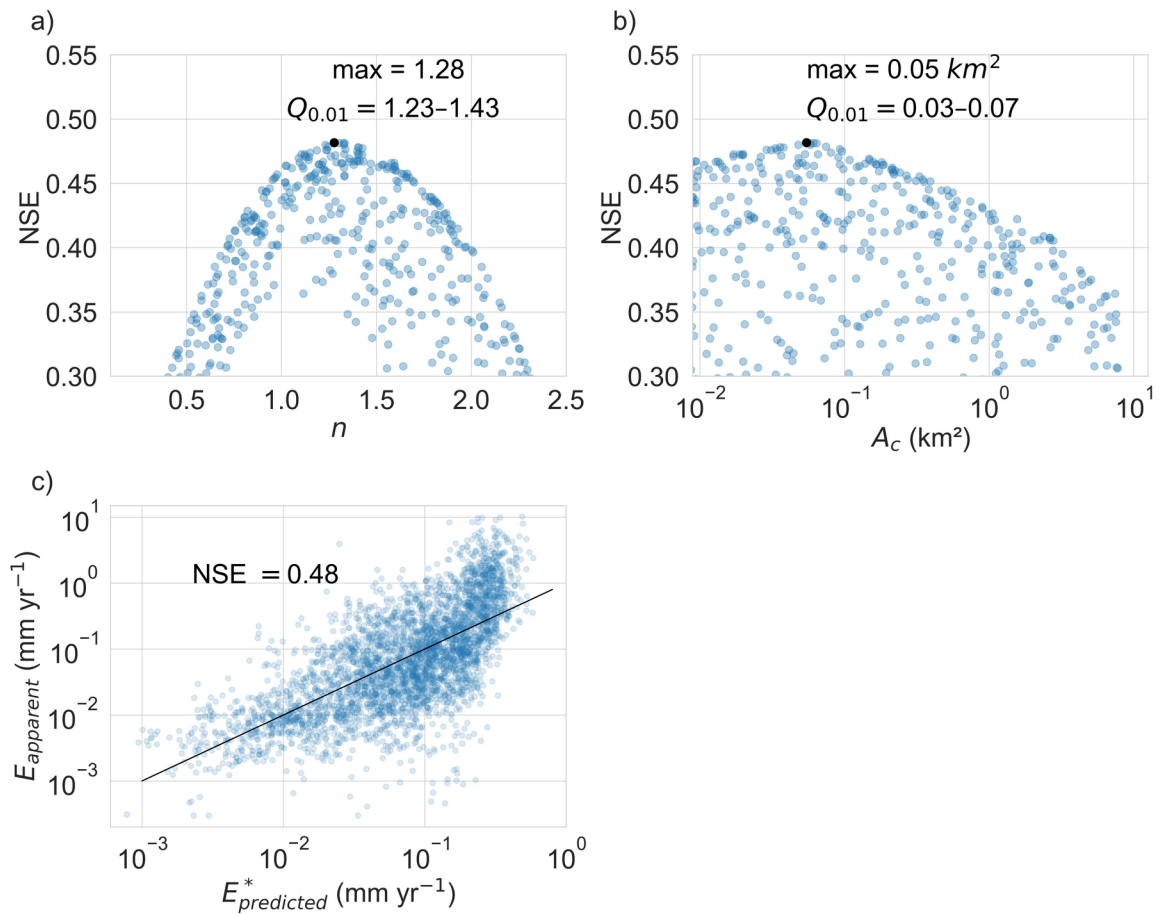 a)
0.55
0.50
0.45
0.40
0.35
0.30
NSE
max = 1.28
Q0.01 = 1.23–1.43
0.5 1.0 1.5 2.0 2.5
n
b)
0.55
0.50
0.45
0.40
0.35
0.30
NSE
max = 0.05 km²
Q0.01 = 0.03–0.07
10⁻² 10⁻¹ 10⁰ 10¹
Ac (km²)
c)
10¹
10⁰
10⁻¹
10⁻²
10⁻³
Eapparent (mm yr⁻¹)
NSE = 0.48
10⁻³ 10⁻² 10⁻¹ 10⁰
E*predicted (mm yr⁻¹)